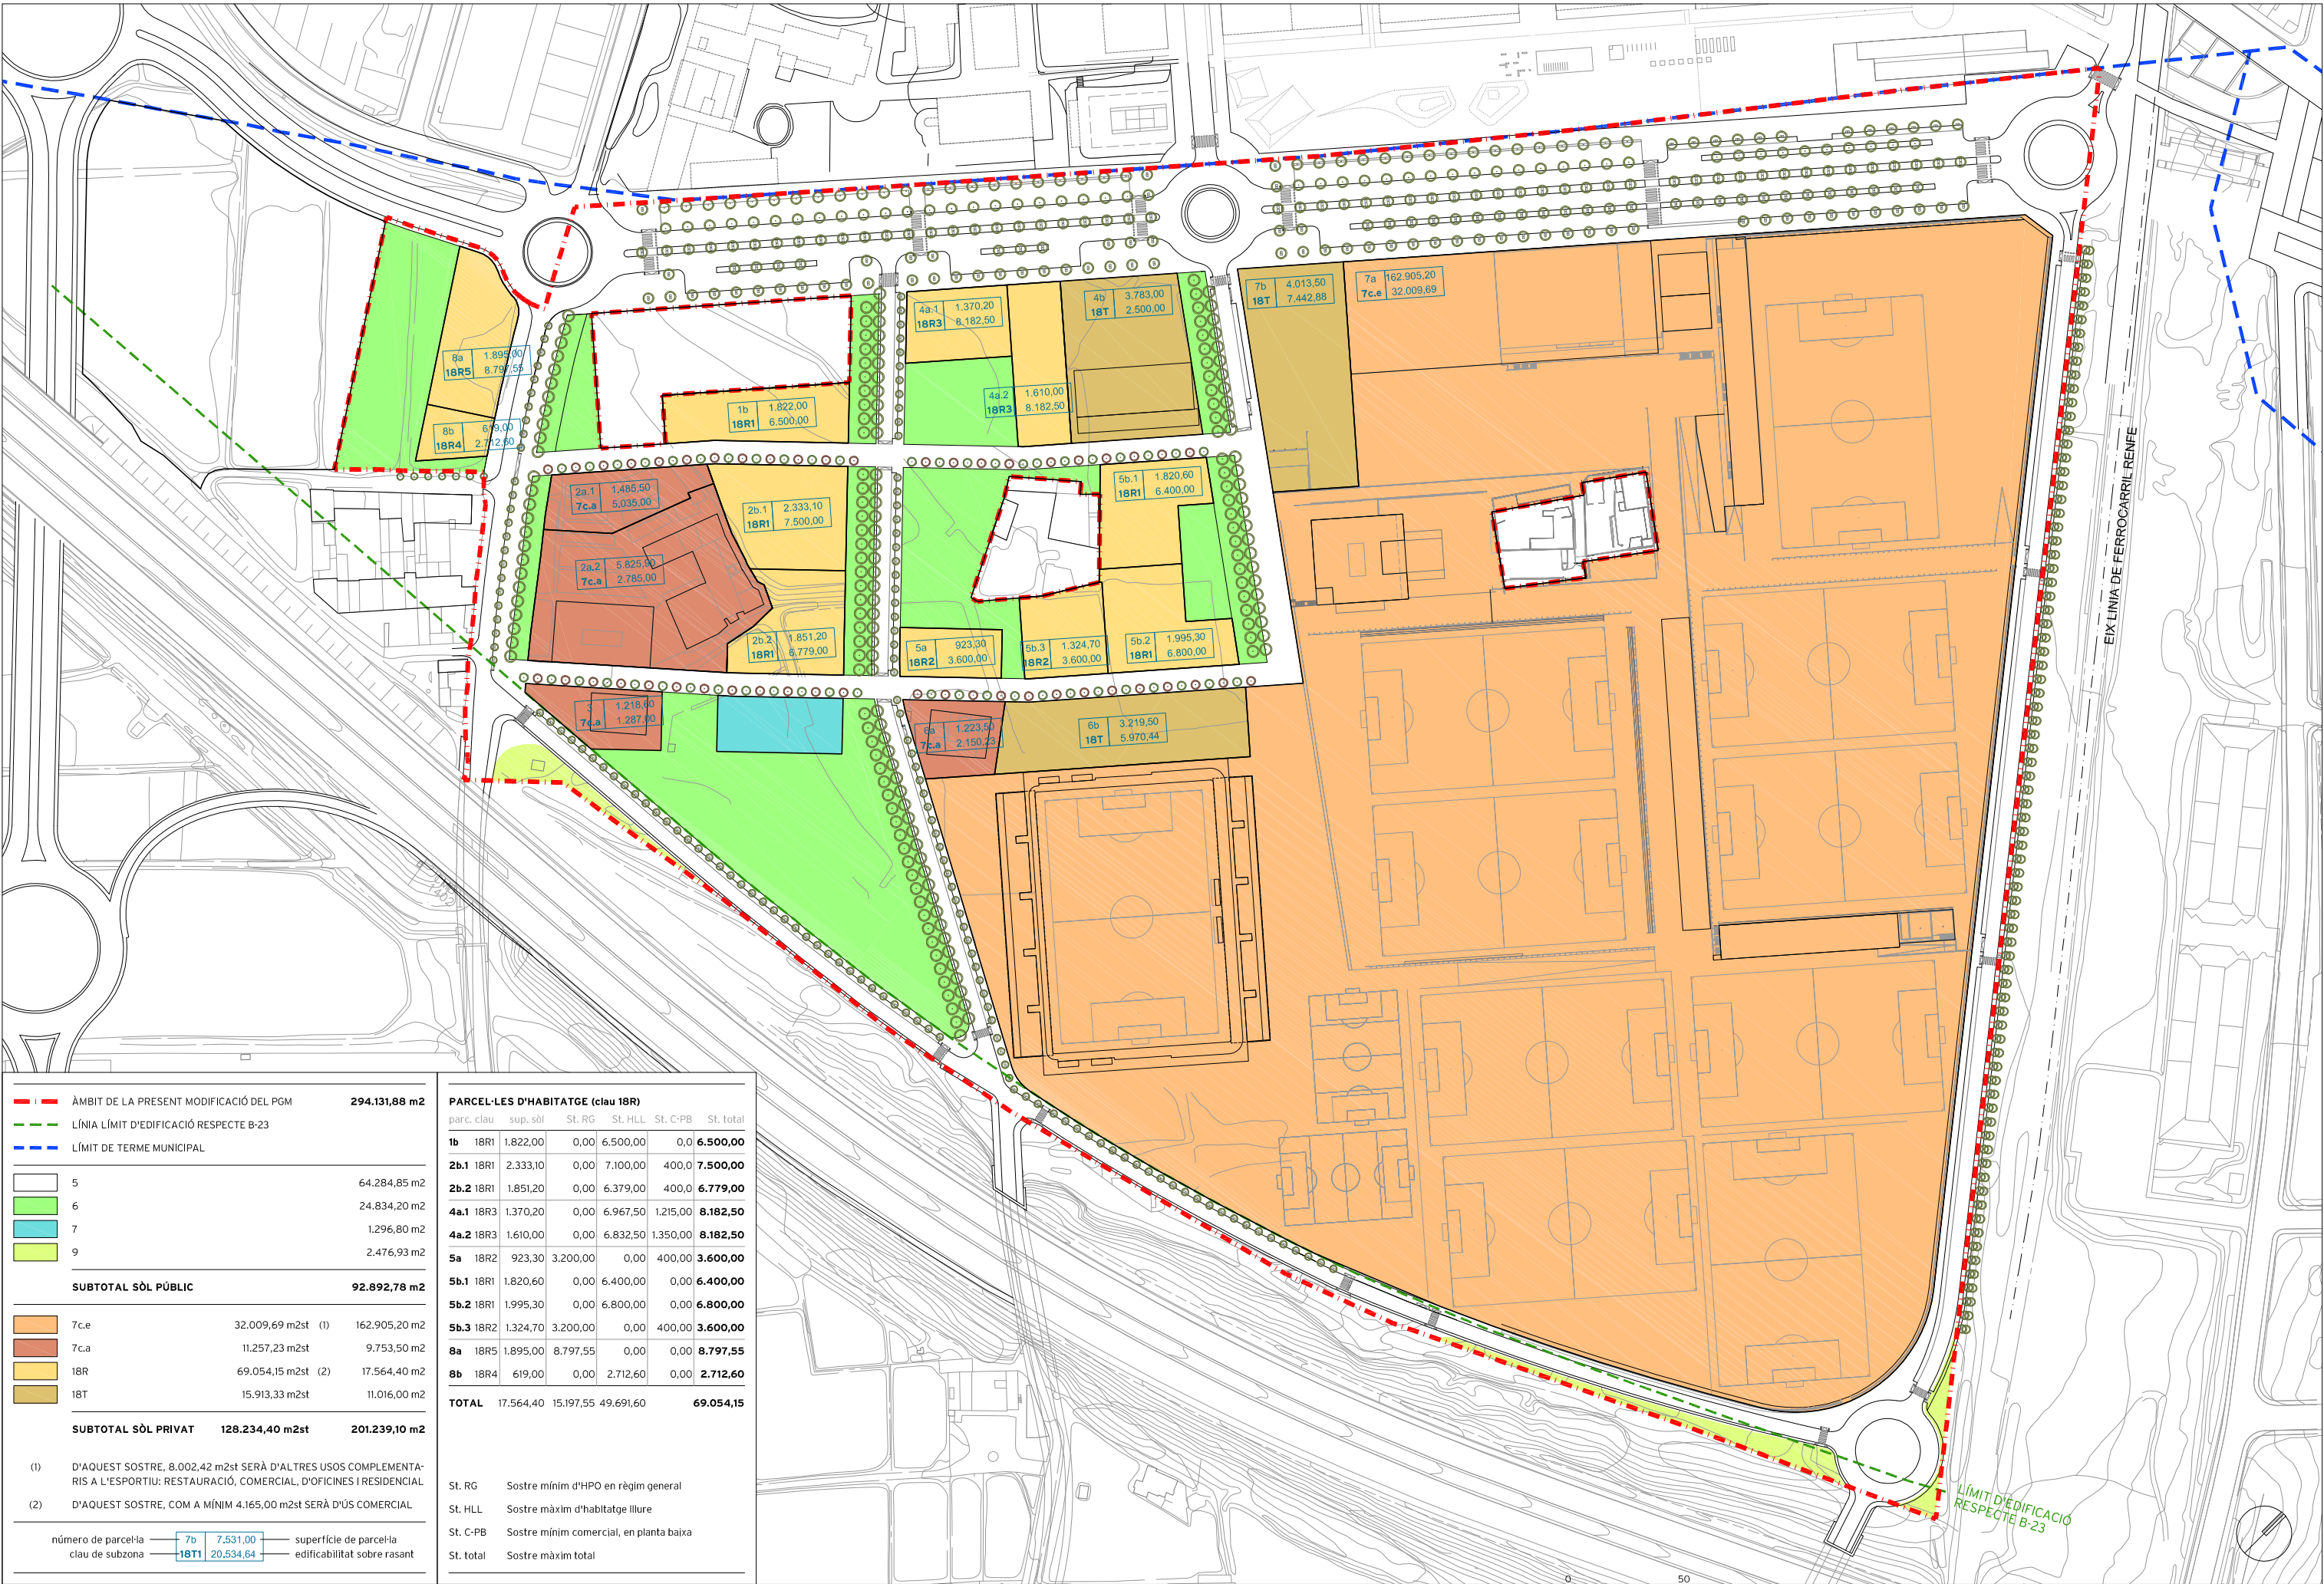 8a 1.895,00
18R5 8.797,55
8b 619,00
18R4 2.712,60
1b 1.822,00
18R1 6.500,00
4a.1 1.370,20
18R3 8.182,50
4a.2 1.610,00
18R3 8.182,50
4b 3.783,00
18T 2.500,00
7b 4.013,50
18T 7.442,88
7a 162.905,20
7c.e 32.009,69
2a.1 1,485,50
7c.a 5,035,00
2a.2 5.825,90
7c.a 2.785,00
2b.1 2.333,10
18R1 7.500,00
2b.2 1.851,20
18R1 6.779,00
5b.1 1.820,60
18R1 6.400,00
5a 923,30
18R2 3.600,00
5b.3 1.324,70
18R2 3.600,00
5b.2 1.995,30
18R1 6.800,00
3 1.218,60
7c.a 1.287,00
6a 1.223,50
7c.a 2.150,23
6b 3.219,50
18T 5.970,44
EIX LINIA DE FERROCARRIL RENFE
LÍMIT D'EDIFICACIÓ
RESPECTE B-23
0 50
ÀMBIT DE LA PRESENT MODIFICACIÓ DEL PGM 294.131,88 m2
LÍNIA LÍMIT D'EDIFICACIÓ RESPECTE B-23
LÍMIT DE TERME MUNICIPAL
5 64.284,85 m2
6 24.834,20 m2
7 1.296,80 m2
9 2.476,93 m2
SUBTOTAL SÒL PÚBLIC 92.892,78 m2
7c.e 32.009,69 m2st (1) 162.905,20 m2
7c.a 11.257,23 m2st 9.753,50 m2
18R 69.054,15 m2st (2) 17.564,40 m2
18T 15.913,33 m2st 11.016,00 m2
SUBTOTAL SÒL PRIVAT 128.234,40 m2st 201.239,10 m2
(1) D'AQUEST SOSTRE, 8.002,42 m2st SERÀ D'ALTRES USOS COMPLEMENTA-
RIS A L'ESPORTIU: RESTAURACIÓ, COMERCIAL, D'OFICINES I RESIDENCIAL
(2) D'AQUEST SOSTRE, COM A MÍNIM 4.165,00 m2st SERÀ D'ÚS COMERCIAL
número de parcel·la 7b 7.531,00 superfície de parcel·la
clau de subzona 18T1 20.534,64 edificabilitat sobre rasant
PARCEL·LES D'HABITATGE (clau 18R)
parc. clau sup. sòl St. RG St. HLL St. C-PB St. total
1b 18R1 1.822,00 0,00 6.500,00 0,0 6.500,00
2b.1 18R1 2.333,10 0,00 7.100,00 400,0 7.500,00
2b.2 18R1 1.851,20 0,00 6.379,00 400,0 6.779,00
4a.1 18R3 1.370,20 0,00 6.967,50 1.215,00 8.182,50
4a.2 18R3 1.610,00 0,00 6.832,50 1.350,00 8.182,50
5a 18R2 923,30 3.200,00 0,00 400,00 3.600,00
5b.1 18R1 1.820,60 0,00 6.400,00 0,00 6.400,00
5b.2 18R1 1.995,30 0,00 6.800,00 0,00 6.800,00
5b.3 18R2 1.324,70 3.200,00 0,00 400,00 3.600,00
8a 18R5 1.895,00 8.797,55 0,00 0,00 8.797,55
8b 18R4 619,00 0,00 2.712,60 0,00 2.712,60
TOTAL 17.564,40 15.197,55 49.691,60 69.054,15
St. RG Sostre mínim d'HPO en règim general
St. HLL Sostre màxim d'habitatge lliure
St. C-PB Sostre mínim comercial, en planta baixa
St. total Sostre màxim total